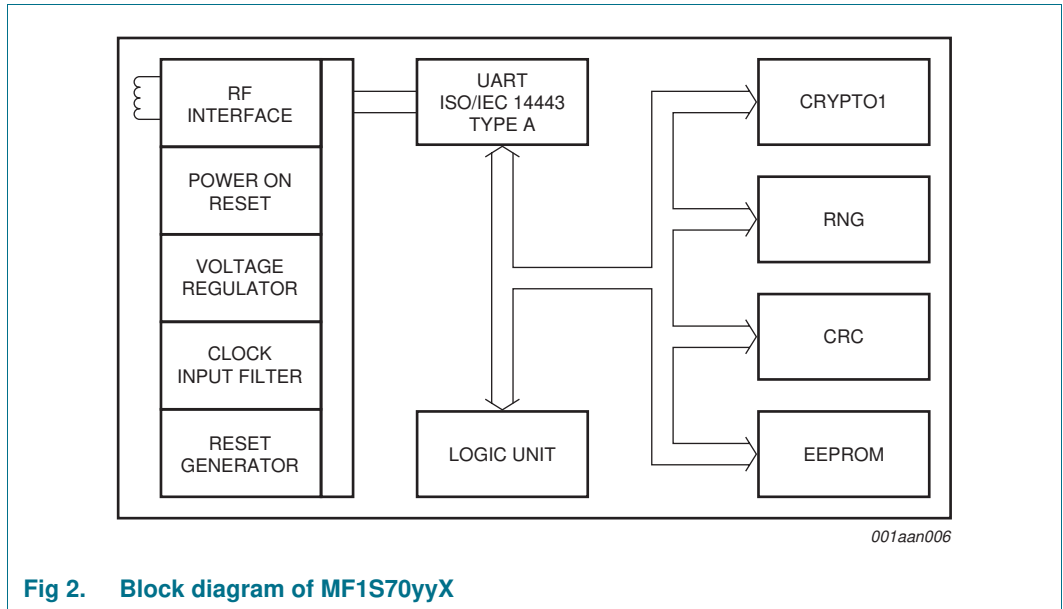 RF
INTERFACE
POWER ON
RESET
VOLTAGE
REGULATOR
CLOCK
INPUT FILTER
RESET
GENERATOR
UART
ISO/IEC 14443
TYPE A
LOGIC UNIT
CRYPTO1
RNG
CRC
EEPROM
001aan006
Fig 2. Block diagram of MF1S70yyX